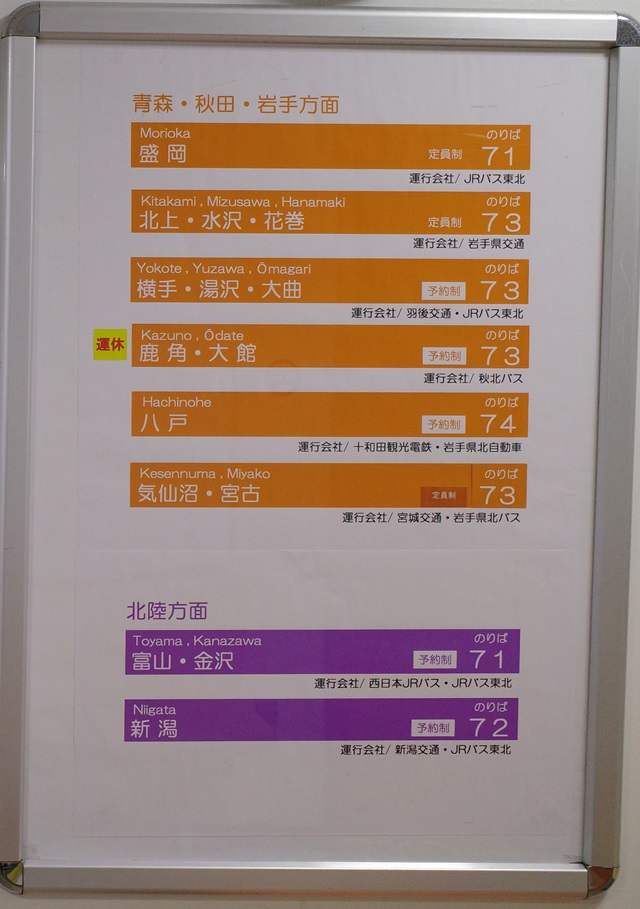 青森・秋田・岩手方面
Morioka のりば
盛岡 定員制 71
運行会社/ JRバス東北
Kitakami , Mizusawa , Hanamaki のりば
北上・水沢・花巻 定員制 73
運行会社/ 岩手県交通
Yokote , Yuzawa , Ōmagari のりば
横手・湯沢・大曲 予約制 73
運行会社/ 羽後交通・JRバス東北
Kazuno , Ōdate のりば
運休 鹿角・大館 予約制 73
運行会社/ 秋北バス
Hachinohe のりば
八戸 予約制 74
運行会社/ 十和田観光電鉄・岩手県北自動車
Kesennuma , Miyako のりば
気仙沼・宮古 定員制 73
運行会社/ 宮城交通・岩手県北バス
北陸方面
Toyama , Kanazawa のりば
富山・金沢 予約制 71
運行会社/ 西日本JRバス・JRバス東北
Niigata のりば
新潟 予約制 72
運行会社/ 新潟交通・JRバス東北